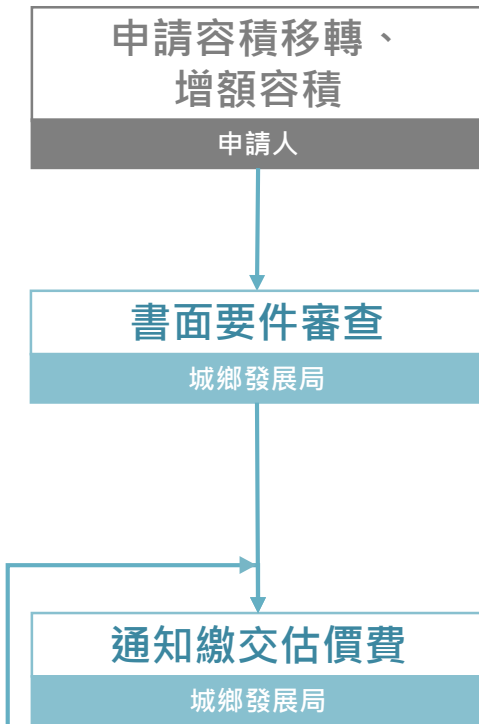 申請容積移轉、
增額容積
申請人
書面要件審查
城鄉發展局
通知繳交估價費
城鄉發展局